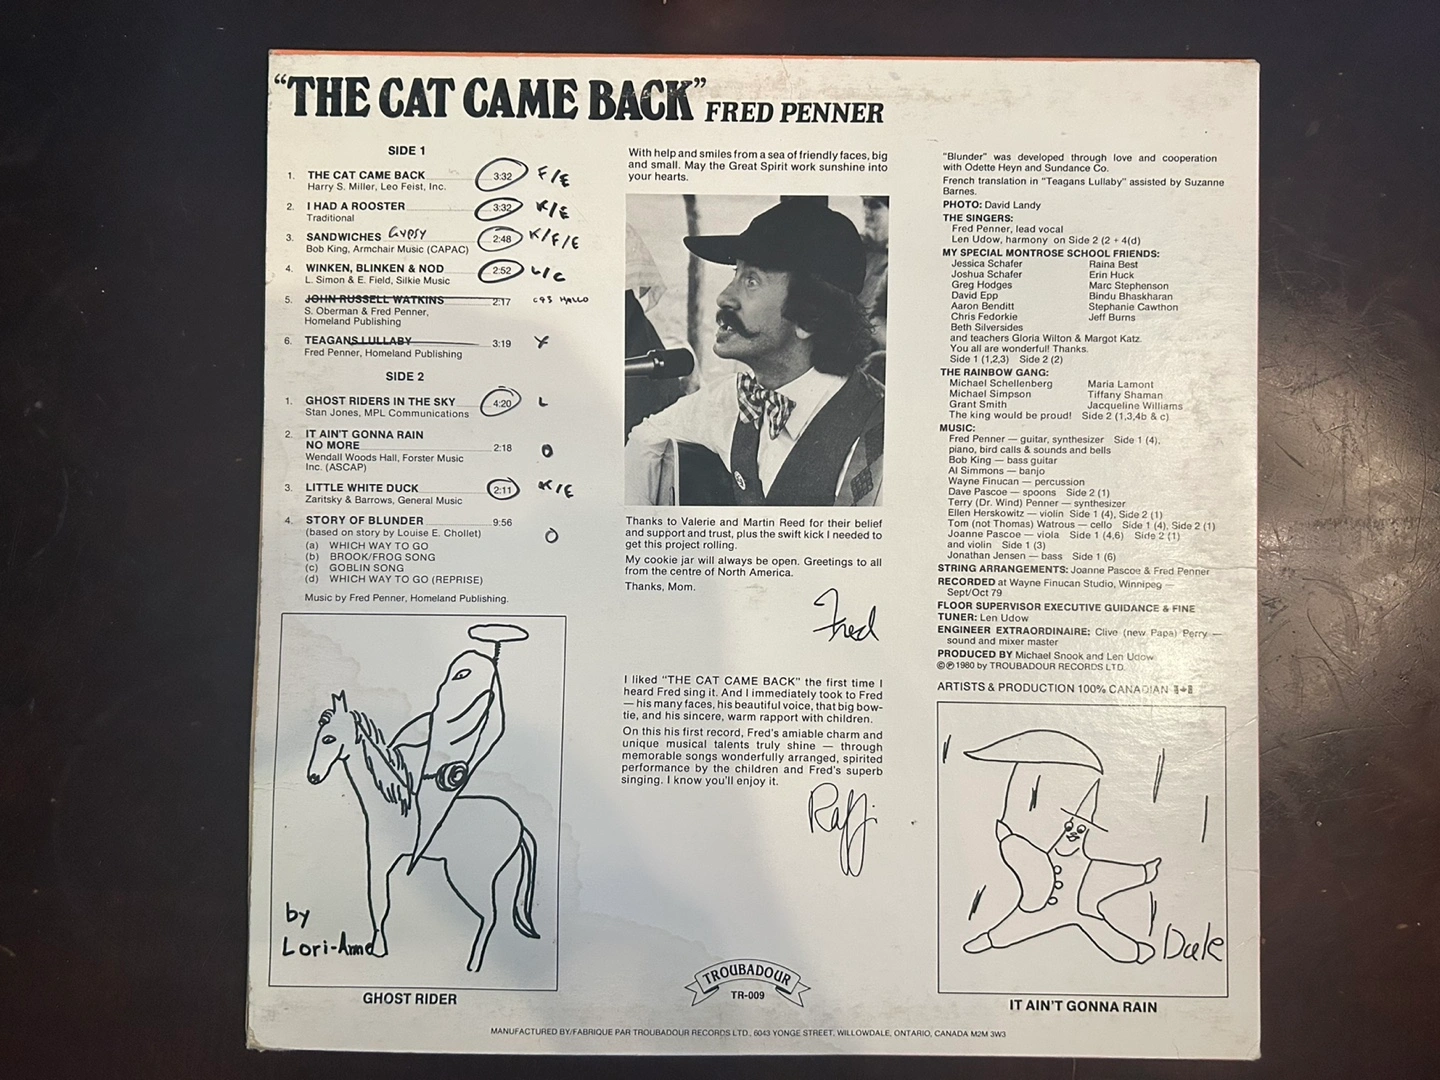 "THE CAT CAME BACK" FRED PENNER
SIDE 1
1. THE CAT CAME BACK 3:32 F/E
Harry S. Miller, Leo Feist, Inc.
2. I HAD A ROOSTER 3:32 K/E
Traditional
3. SANDWICHES Gypsy 2:48 K/F/E
Bob King, Armchair Music (CAPAC)
4. WINKEN, BLINKEN & NOD 2:52 L/C
L. Simon & E. Field, Silkie Music
5. JOHN RUSSELL WATKINS 2:17
S. Oberman & Fred Penner,
Homeland Publishing
6. TEAGANS LULLABY 3:19 Y
Fred Penner, Homeland Publishing
SIDE 2
1. GHOST RIDERS IN THE SKY 4:20 L
Stan Jones, MPL Communications
2. IT AIN'T GONNA RAIN
NO MORE 2:18 O
Wendall Woods Hall, Forster Music
Inc. (ASCAP)
3. LITTLE WHITE DUCK 2:11 K/E
Zaritsky & Barrows, General Music
4. STORY OF BLUNDER 9:56 O
(based on story by Louise E. Chollet)
(a) WHICH WAY TO GO
(b) BROOK/FROG SONG
(c) GOBLIN SONG
(d) WHICH WAY TO GO (REPRISE)
Music by Fred Penner, Homeland Publishing.
by
Lori-Anne
GHOST RIDER
With help and smiles from a sea of friendly faces, big
and small. May the Great Spirit work sunshine into
your hearts.
Thanks to Valerie and Martin Reed for their belief
and support and trust, plus the swift kick I needed to
get this project rolling.
My cookie jar will always be open. Greetings to all
from the centre of North America.
Thanks, Mom.
Fred
I liked "THE CAT CAME BACK" the first time I
heard Fred sing it. And I immediately took to Fred
— his many faces, his beautiful voice, that big bow-
tie, and his sincere, warm rapport with children.
On this his first record, Fred's amiable charm and
unique musical talents truly shine — through
memorable songs wonderfully arranged, spirited
performance by the children and Fred's superb
singing. I know you'll enjoy it.
Raffi
TROUBADOUR
TR-009
"Blunder" was developed through love and cooperation
with Odette Heyn and Sundance Co.
French translation in "Teagans Lullaby" assisted by Suzanne
Barnes.
PHOTO: David Landy
THE SINGERS:
Fred Penner, lead vocal
Len Udow, harmony on Side 2 (2 + 4(d)
MY SPECIAL MONTROSE SCHOOL FRIENDS:
Jessica Schafer Raina Best
Joshua Schafer Erin Huck
Greg Hodges Marc Stephenson
David Epp Bindu Bhaskharan
Aaron Benditt Stephanie Cawthon
Chris Fedorkie Jeff Burns
Beth Silversides
and teachers Gloria Wilton & Margot Katz.
You all are wonderful! Thanks.
Side 1 (1,2,3) Side 2 (2)
THE RAINBOW GANG:
Michael Schellenberg Maria Lamont
Michael Simpson Tiffany Shaman
Grant Smith Jacqueline Williams
The king would be proud! Side 2 (1,3,4b & c)
MUSIC:
Fred Penner — guitar, synthesizer Side 1 (4),
piano, bird calls & sounds and bells
Bob King — bass guitar
Al Simmons — banjo
Wayne Finucan — percussion
Dave Pascoe — spoons Side 2 (1)
Terry (Dr. Wind) Penner — synthesizer
Ellen Herskowitz — violin Side 1 (4), Side 2 (1)
Tom (not Thomas) Watrous — cello Side 1 (4), Side 2 (1)
Joanne Pascoe — viola Side 1 (4,6) Side 2 (1)
and violin Side 1 (3)
Jonathan Jensen — bass Side 1 (6)
STRING ARRANGEMENTS: Joanne Pascoe & Fred Penner
RECORDED at Wayne Finucan Studio, Winnipeg —
Sept/Oct 79
FLOOR SUPERVISOR EXECUTIVE GUIDANCE & FINE
TUNER: Len Udow
ENGINEER EXTRAORDINAIRE: Clive (new Papa) Perry —
sound and mixer master
PRODUCED BY Michael Snook and Len Udow
©℗1980 by TROUBADOUR RECORDS LTD.
ARTISTS & PRODUCTION 100% CANADIAN
Dale
IT AIN'T GONNA RAIN
MANUFACTURED BY/FABRIQUE PAR TROUBADOUR RECORDS LTD., 6043 YONGE STREET, WILLOWDALE, ONTARIO, CANADA M2M 3W3